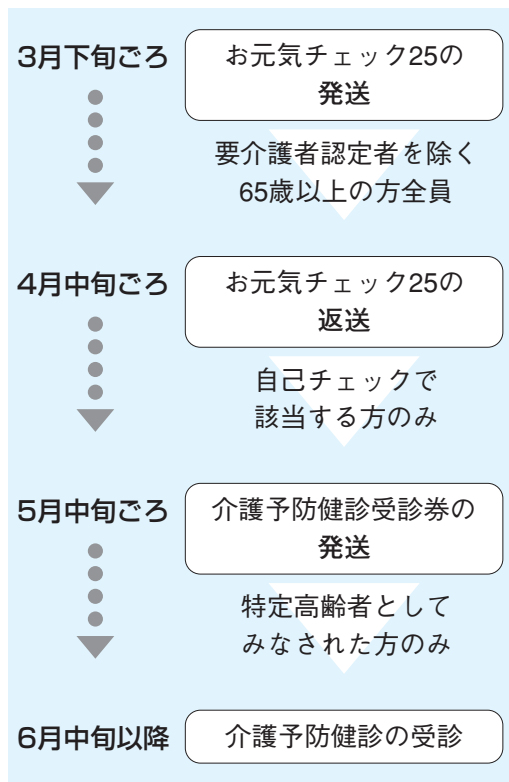 3月下旬ごろ
お元気チェック25の
発送
要介護者認定者を除く
65歳以上の方全員
4月中旬ごろ
お元気チェック25の
返送
自己チェックで
該当する方のみ
5月中旬ごろ
介護予防健診受診券の
発送
特定高齢者として
みなされた方のみ
6月中旬以降
介護予防健診の受診